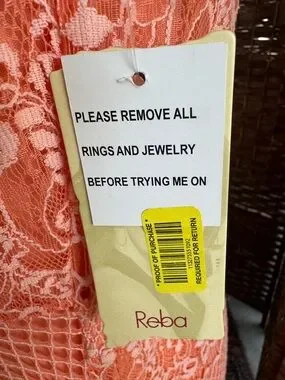 PLEASE REMOVE ALL
RINGS AND JEWELRY
BEFORE TRYING ME ON
* PROOF OF PURCHASE *
REQUIRED FOR RETURN
Reba